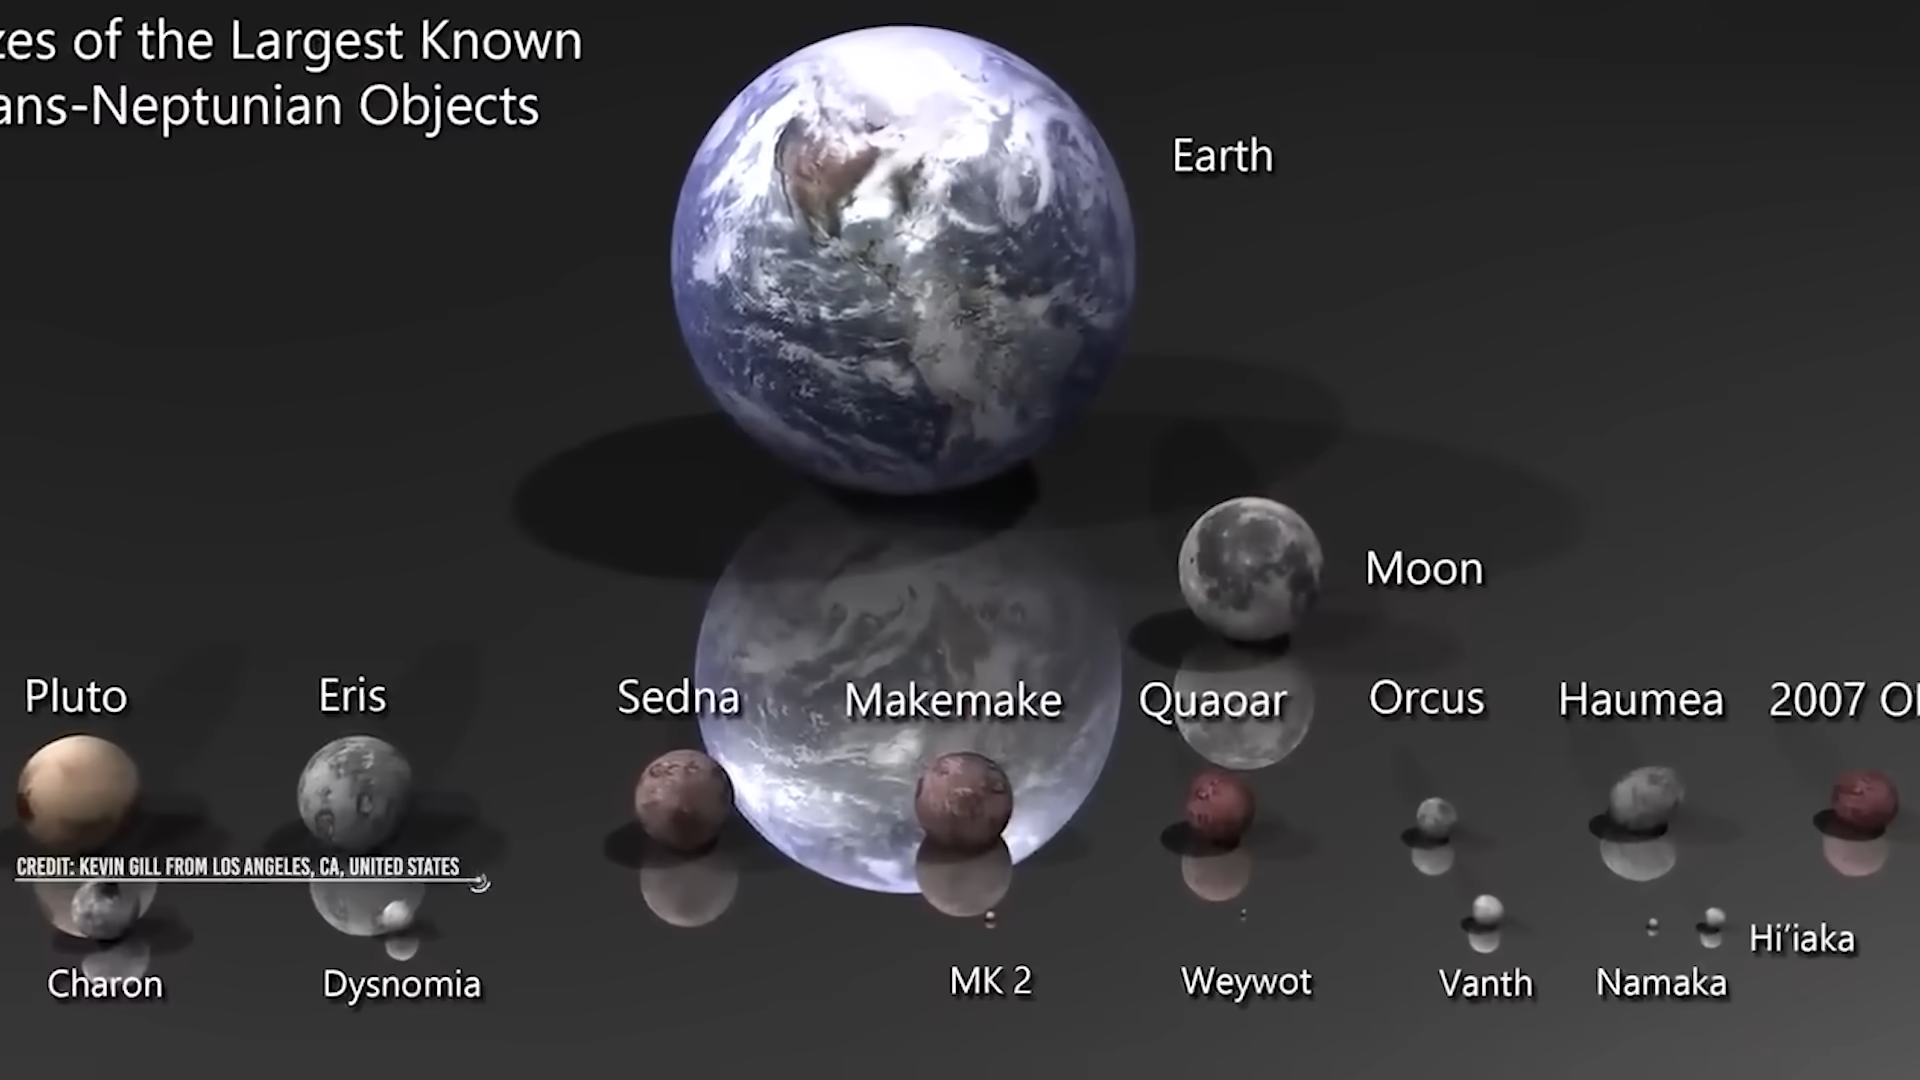 zes of the Largest Known
ans-Neptunian Objects
Earth
Moon
Pluto
Eris
Sedna
Makemake
Quaoar
Orcus
Haumea
2007 O
CREDIT: KEVIN GILL FROM LOS ANGELES, CA, UNITED STATES
Hi'iaka
Charon
Dysnomia
MK 2
Weywot
Vanth
Namaka